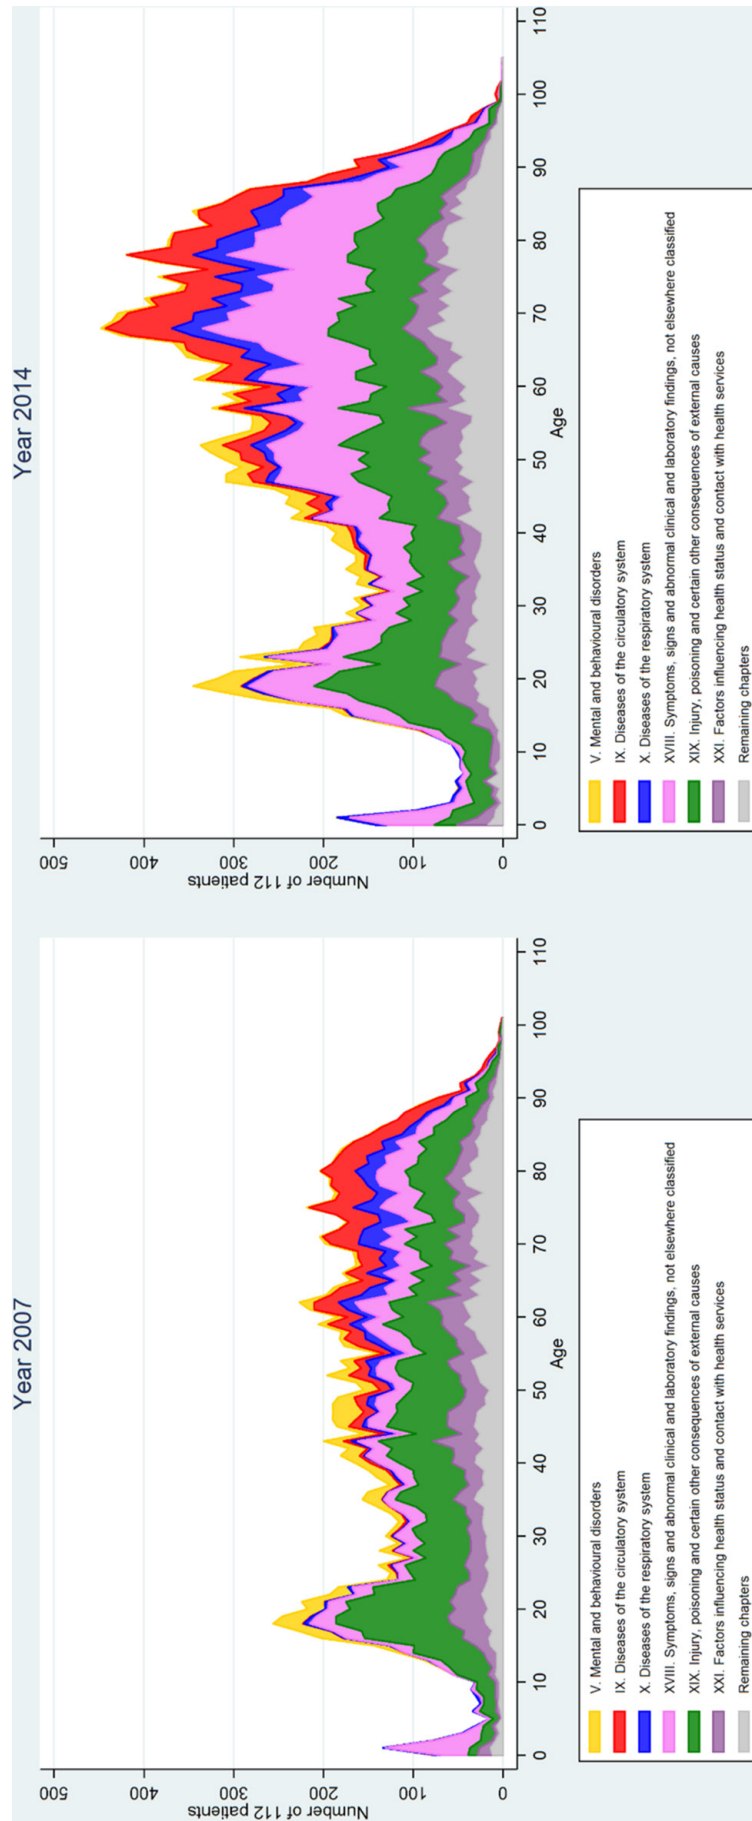 Year 2007
Number of 112 patients
500
400
300
200
100
0
0
10
20
30
40
50
60
70
80
90
100
110
Age
V. Mental and behavioural disorders
IX. Diseases of the circulatory system
X. Diseases of the respiratory system
XVIII. Symptoms, signs and abnormal clinical and laboratory findings, not elsewhere classified
XIX. Injury, poisoning and certain other consequences of external causes
XXI. Factors influencing health status and contact with health services
Remaining chapters
Year 2014
Number of 112 patients
500
400
300
200
100
0
0
10
20
30
40
50
60
70
80
90
100
110
Age
V. Mental and behavioural disorders
IX. Diseases of the circulatory system
X. Diseases of the respiratory system
XVIII. Symptoms, signs and abnormal clinical and laboratory findings, not elsewhere classified
XIX. Injury, poisoning and certain other consequences of external causes
XXI. Factors influencing health status and contact with health services
Remaining chapters